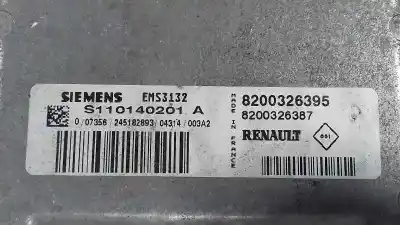 SIEMENS EMS3132
S110140201 A
0 07356 245182893 04314 003A2
MADE IN FRANCE
8200326395
8200326387
RENAULT